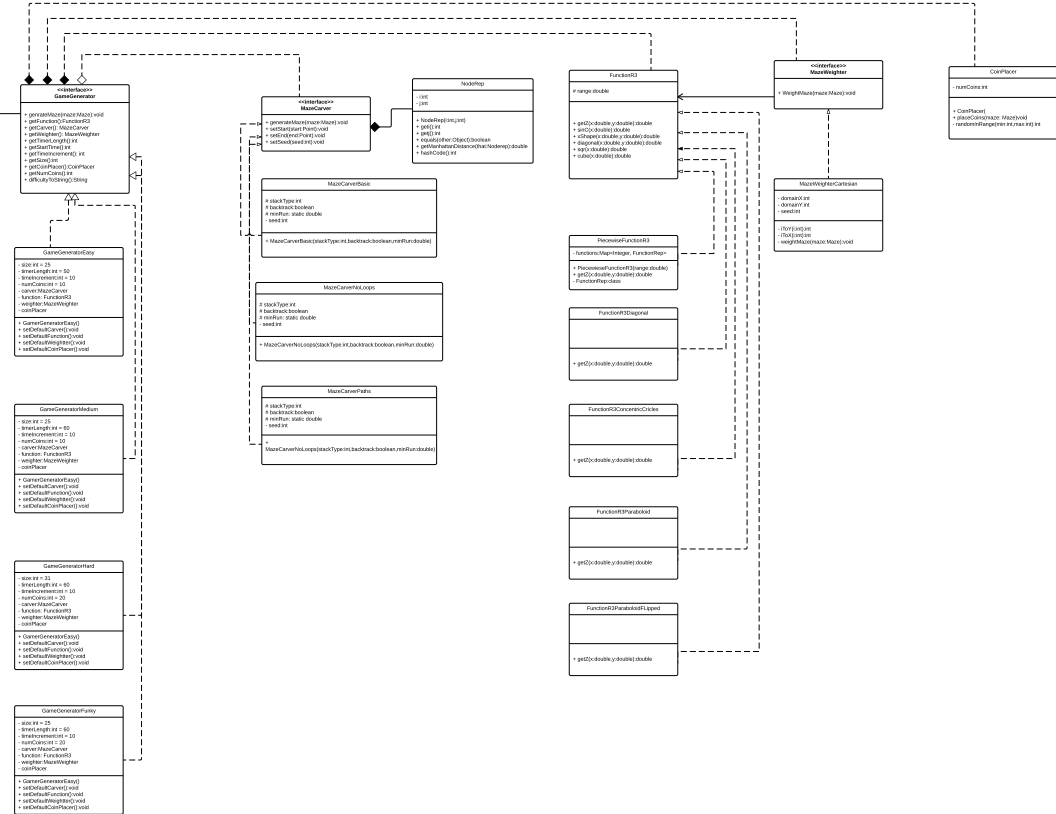 <<interface>>
GameGenerator
+ genrateMaze(maze:Maze):void
+ getFunction():FunctionR3
+ getCarver(): MazeCarver
+ getWeighter(): MazeWeighter
+ getTimerLength():int
+ getStartTime():int
+ getTimeIncrement(): int
+ getSize():int
+ getCoinPlacer():CoinPlacer
+ getNumCoins():int
+ difficultyToString():String
GameGeneratorEasy
- size:int = 25
- timerLength:int = 50
- timeIncrement:int = 10
- numCoins:int = 10
- carver:MazeCarver
- function: FunctionR3
- weighter:MazeWeighter
- coinPlacer
+ GamerGeneratorEasy()
+ setDefaultCarver():void
+ setDefaultFunction():void
+ setDefaultWeightter():void
+ setDefaultCoinPlacer():void
GameGeneratorMedium
- size:int = 25
- timerLength:int = 60
- timeIncrement:int = 10
- numCoins:int = 10
- carver:MazeCarver
- function: FunctionR3
- weighter:MazeWeighter
- coinPlacer
+ GamerGeneratorEasy()
+ setDefaultCarver():void
+ setDefaultFunction():void
+ setDefaultWeightter():void
+ setDefaultCoinPlacer():void
GameGeneratorHard
- size:int = 31
- timerLength:int = 60
- timeIncrement:int = 10
- numCoins:int = 20
- carver:MazeCarver
- function: FunctionR3
- weighter:MazeWeighter
- coinPlacer
+ GamerGeneratorEasy()
+ setDefaultCarver():void
+ setDefaultFunction():void
+ setDefaultWeightter():void
+ setDefaultCoinPlacer():void
GameGeneratorFunky
- size:int = 25
- timerLength:int = 60
- timeIncrement:int = 10
- numCoins:int = 20
- carver:MazeCarver
- function: FunctionR3
- weighter:MazeWeighter
- coinPlacer
+ GamerGeneratorEasy()
+ setDefaultCarver():void
+ setDefaultFunction():void
+ setDefaultWeightter():void
+ setDefaultCoinPlacer():void
<<interface>>
MazeCarver
+ generateMaze(maze:Maze):void
+ setStart(start:Point):void
+ setEnd(end:Point):void
+ setSeed(seed:int):void
NodeRep
- i:int
- j:int
+ NodeRep(i:int,j:int)
+ geti():int
+ getj():int
+ equals(other:Object):boolean
+ getManhattanDistance(that:Noderep):double
+ hashCode():int
MazeCarverBasic
# stackType:int
# backtrack:boolean
# minRun: static double
- seed:int
+ MazeCarverBasic(stackType:int,backtrack:boolean,minRun:double)
MazeCarverNoLoops
# stackType:int
# backtrack:boolean
# minRun: static double
- seed:int
+ MazeCarverNoLoops(stackType:int,backtrack:boolean,minRun:double)
MazeCarverPaths
# stackType:int
# backtrack:boolean
# minRun: static double
- seed:int
+
MazeCarverNoLoops(stackType:int,backtrack:boolean,minRun:double)
FunctionR3
# range:double
+ getZ(x:double,y:double):double
+ sinC(x:double):double
+ xShape(x:double,y:double):double
+ diagonal(x:double,y:double):double
+ sqr(x:double):double
+ cube(x:double):double
PiecewiseFunctionR3
- functions:Map<Integer, FunctionRep>
+ PiecewieseFunctionR3(range:double)
+ getZ(x:double,y:double):double
- FunctionRep:class
FunctionR3Diagonal
+ getZ(x:double,y:double):double
FunctionR3ConcentricCricles
+ getZ(x:double,y:double):double
FunctionR3Paraboloid
+ getZ(x:double,y:double):double
FunctionR3ParaboloidFLipped
+ getZ(x:double,y:double):double
<<interface>>
MazeWeighter
+ WeightMaze(maze:Maze):void
MazeWeighterCartesian
- domainX:int
- domainY:int
- seed:int
- iToY(i:int):int
- iToX(i:int):int
- weightMaze(maze:Maze):void
CoinPlacer
- numCoins:int
+ CoinPlacer(
+ placeCoins(maze: Maze):void
- randomInRange(min:int,max:int):int